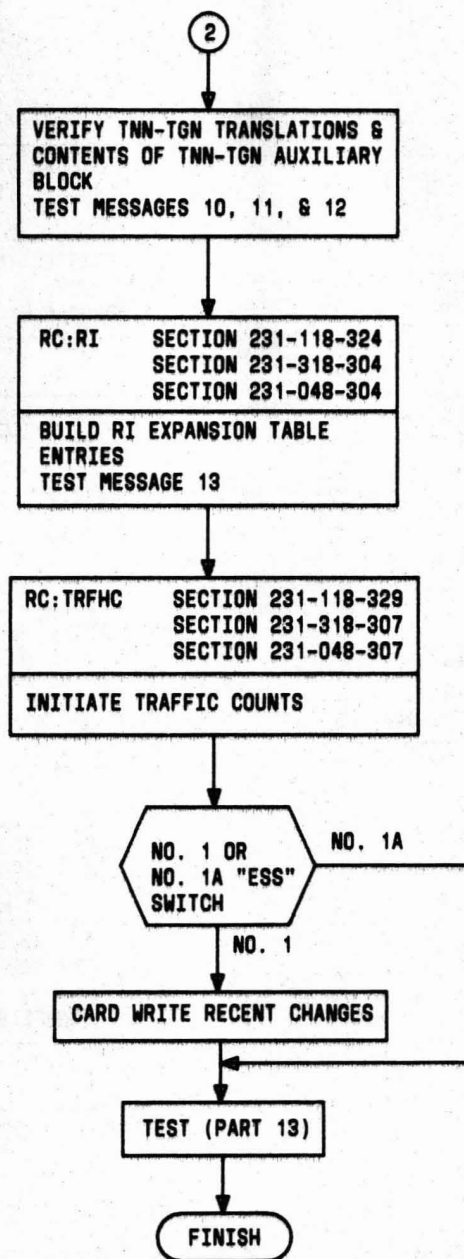 2
VERIFY TNN-TGN TRANSLATIONS &
CONTENTS OF TNN-TGN AUXILIARY
BLOCK
TEST MESSAGES 10, 11, & 12
RC:RI SECTION 231-118-324
SECTION 231-318-304
SECTION 231-048-304
BUILD RI EXPANSION TABLE
ENTRIES
TEST MESSAGE 13
RC:TRFHC SECTION 231-118-329
SECTION 231-318-307
SECTION 231-048-307
INITIATE TRAFFIC COUNTS
NO. 1 OR
NO. 1A "ESS"
SWITCH
NO. 1A
NO. 1
CARD WRITE RECENT CHANGES
TEST (PART 13)
FINISH